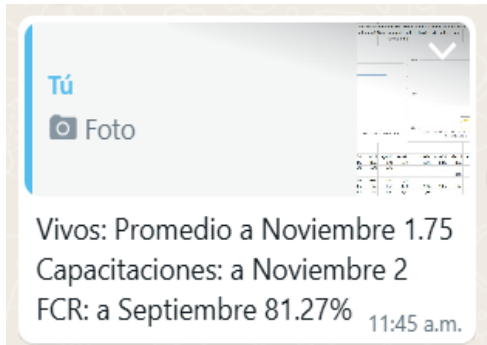 Tú
Foto
Vivos: Promedio a Noviembre 1.75
Capacitaciones: a Noviembre 2
FCR: a Septiembre 81.27%
11:45 a.m.